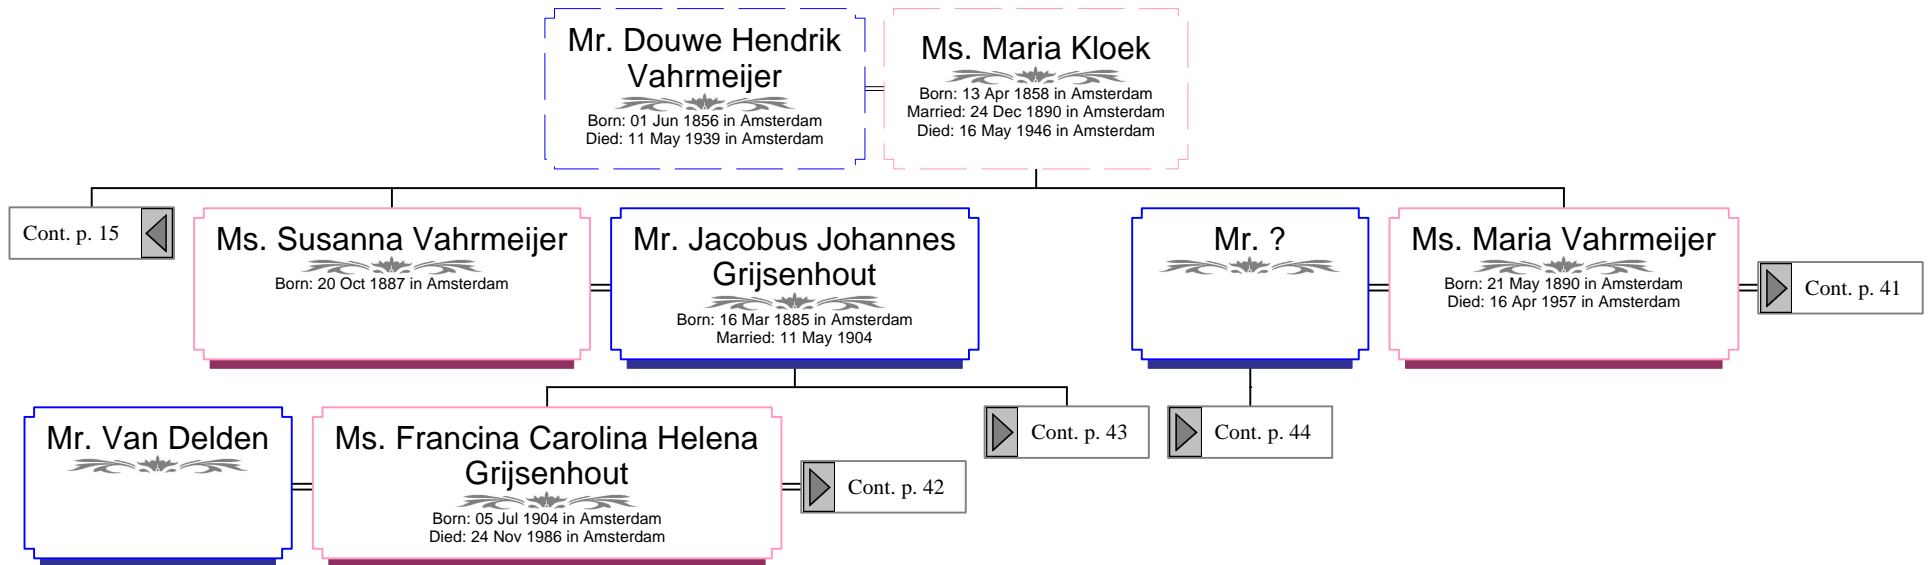 Mr. Douwe Hendrik
Vahrmeijer
Born: 01 Jun 1856 in Amsterdam
Died: 11 May 1939 in Amsterdam
Ms. Maria Kloek
Born: 13 Apr 1858 in Amsterdam
Married: 24 Dec 1890 in Amsterdam
Died: 16 May 1946 in Amsterdam
Cont. p. 15
Ms. Susanna Vahrmeijer
Born: 20 Oct 1887 in Amsterdam
Mr. Jacobus Johannes
Grijsenhout
Born: 16 Mar 1885 in Amsterdam
Married: 11 May 1904
Mr. ?
Ms. Maria Vahrmeijer
Born: 21 May 1890 in Amsterdam
Died: 16 Apr 1957 in Amsterdam
Cont. p. 41
Mr. Van Delden
Ms. Francina Carolina Helena
Grijsenhout
Born: 05 Jul 1904 in Amsterdam
Died: 24 Nov 1986 in Amsterdam
Cont. p. 42
Cont. p. 43
Cont. p. 44